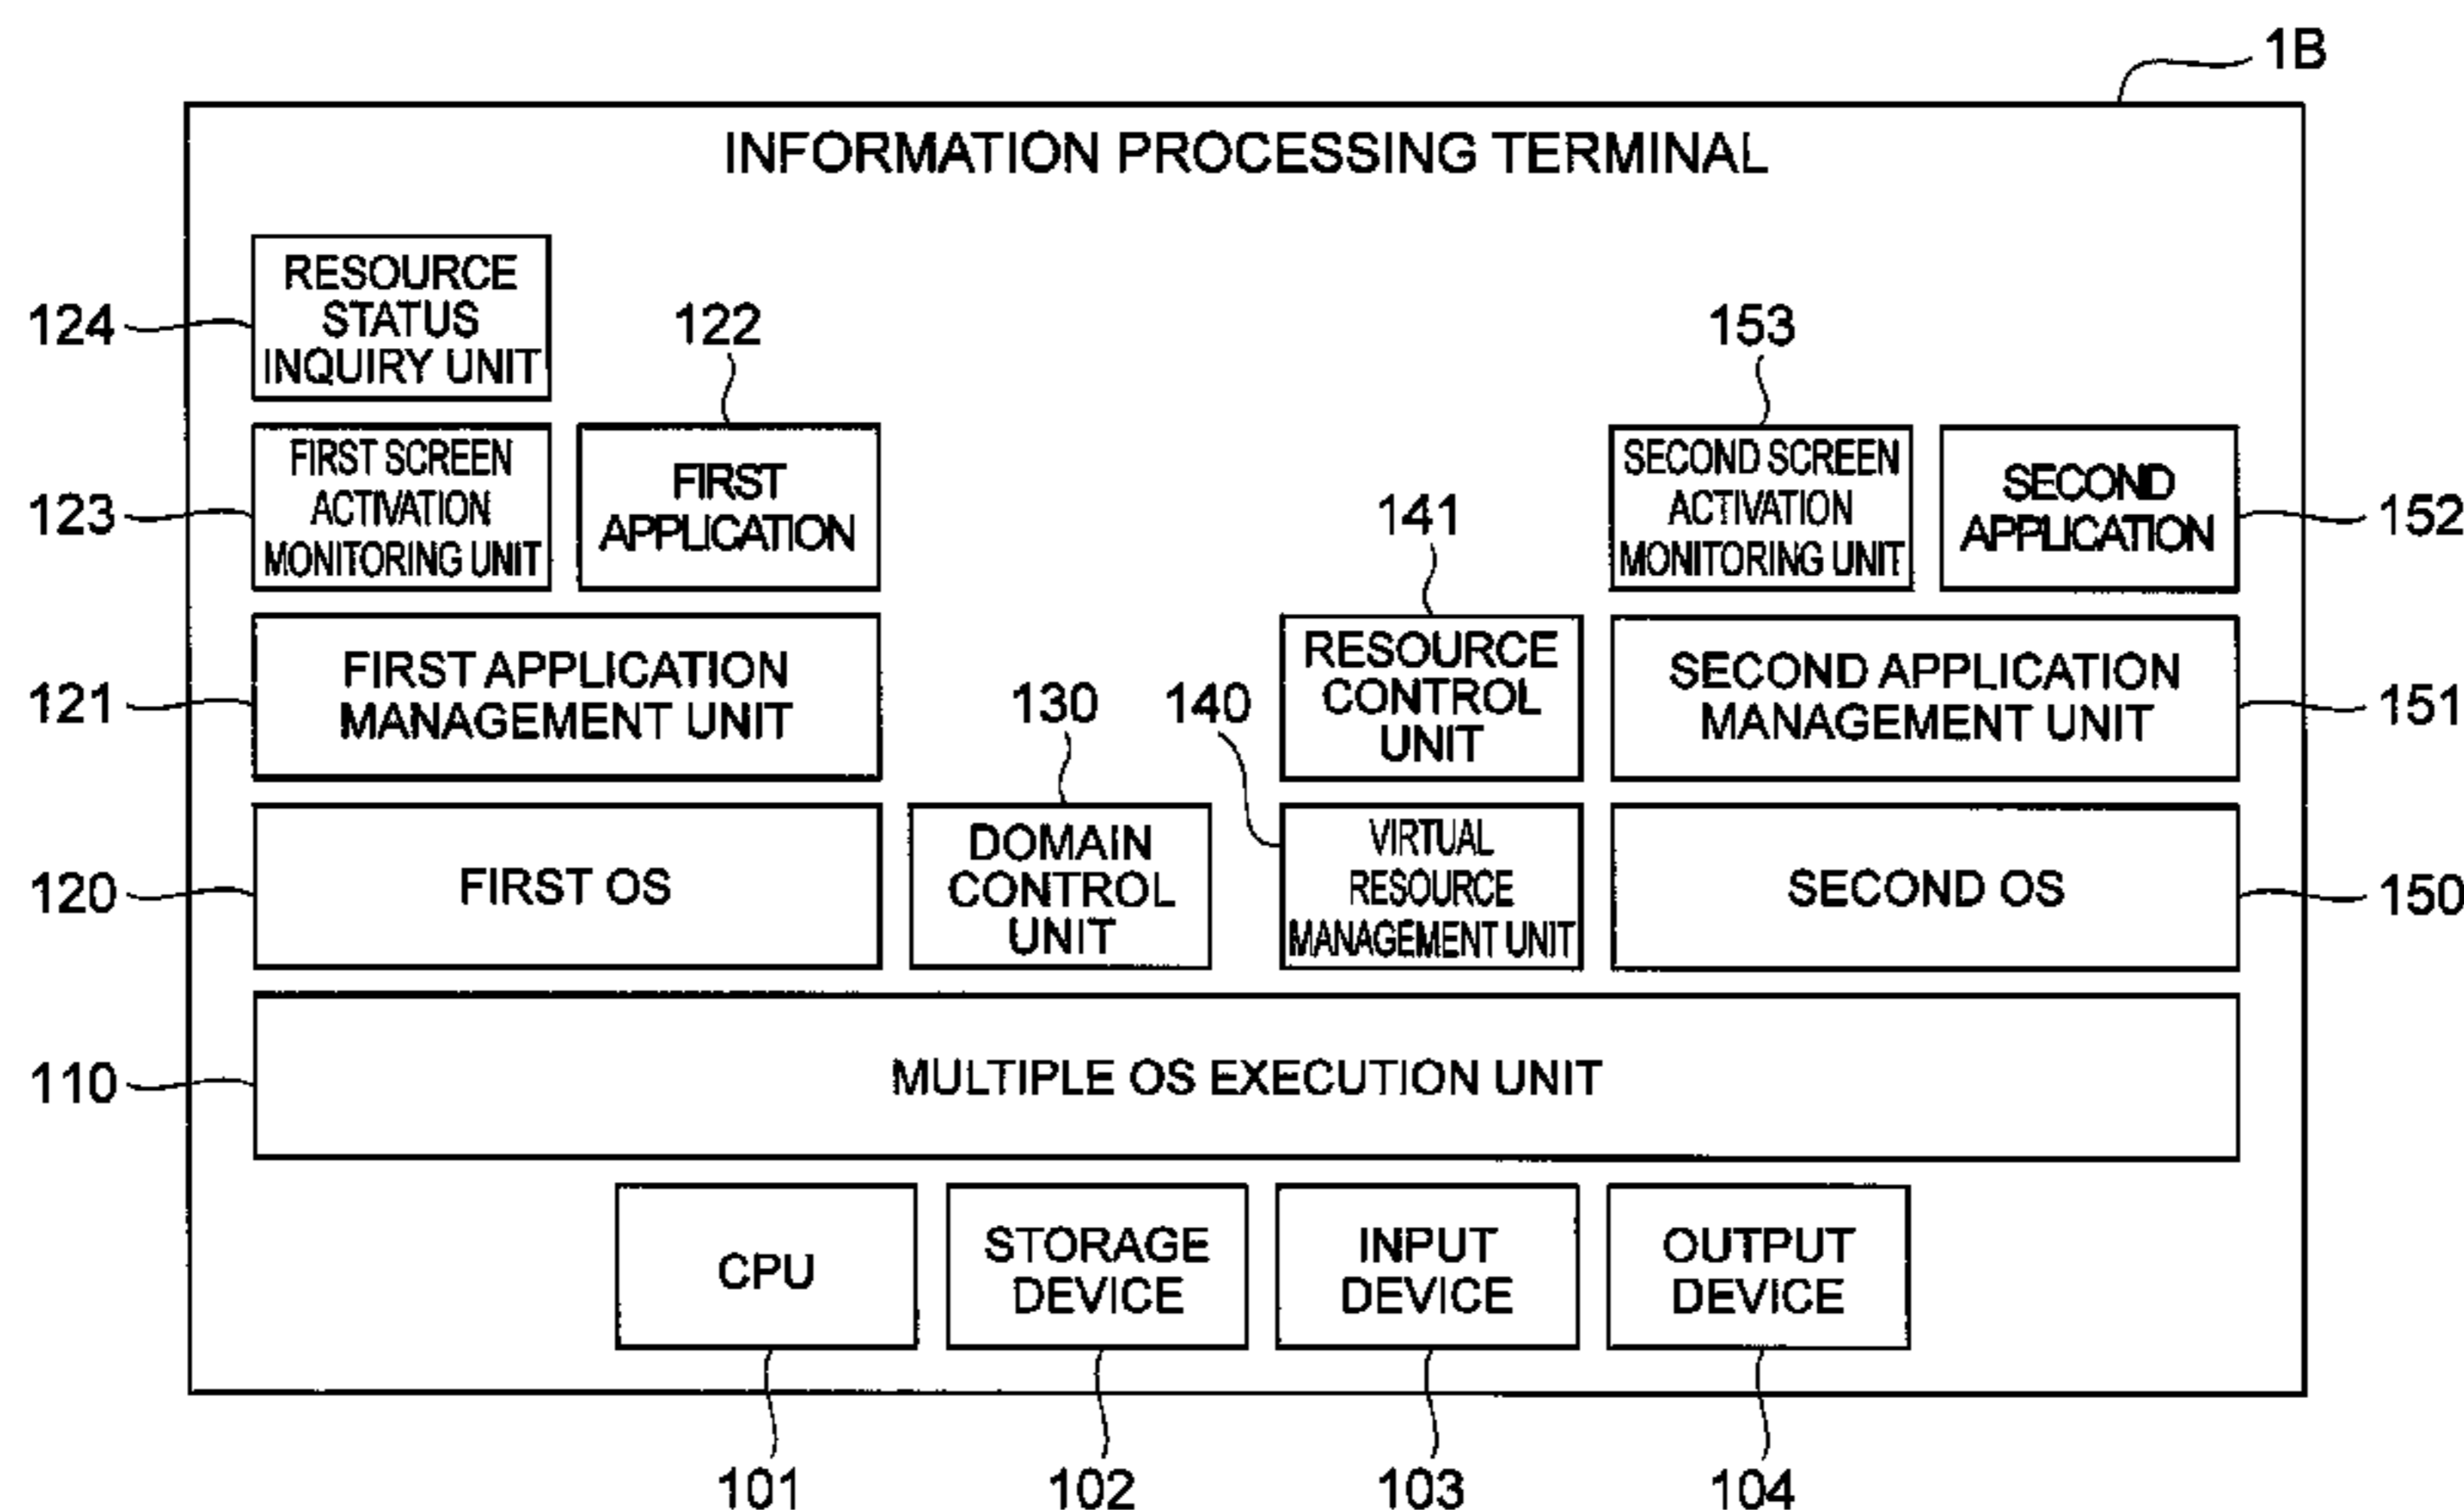 1B
INFORMATION PROCESSING TERMINAL
RESOURCE
STATUS
INQUIRY UNIT
124
122
153
FIRST SCREEN
ACTIVATION
MONITORING UNIT
123
FIRST
APPLICATION
141
SECOND SCREEN
ACTIVATION
MONITORING UNIT
SECOND
APPLICATION
152
FIRST APPLICATION
MANAGEMENT UNIT
121
130
140
RESOURCE
CONTROL
UNIT
SECOND APPLICATION
MANAGEMENT UNIT
151
120
FIRST OS
DOMAIN
CONTROL
UNIT
VIRTUAL
RESOURCE
MANAGEMENT UNIT
SECOND OS
150
110
MULTIPLE OS EXECUTION UNIT
CPU
STORAGE
DEVICE
INPUT
DEVICE
OUTPUT
DEVICE
101
102
103
104